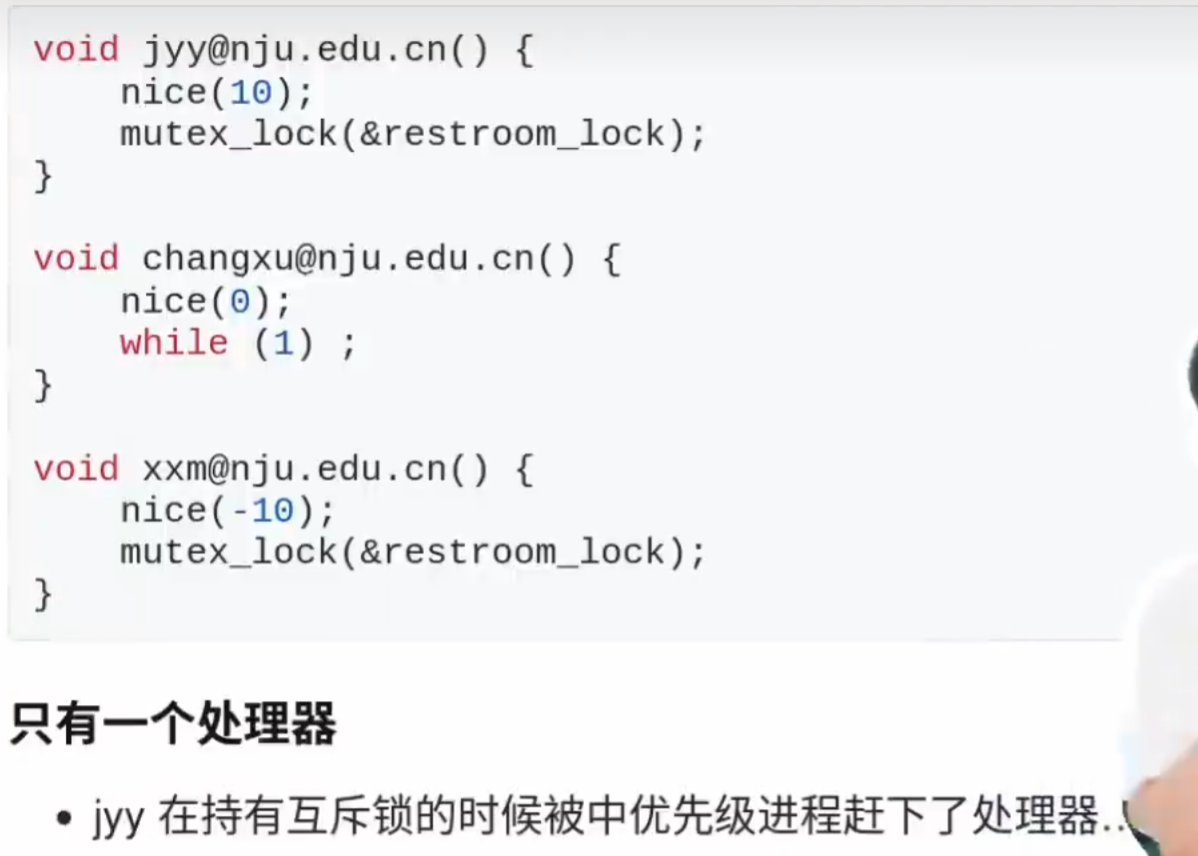 void jyy@nju.edu.cn() {
    nice(10);
    mutex_lock(&restroom_lock);
}
void changxu@nju.edu.cn() {
    nice(0);
    while (1) ;
}
void xxm@nju.edu.cn() {
    nice(-10);
    mutex_lock(&restroom_lock);
}
只有一个处理器
• jyy 在持有互斥锁的时候被中优先级进程赶下了处理器...